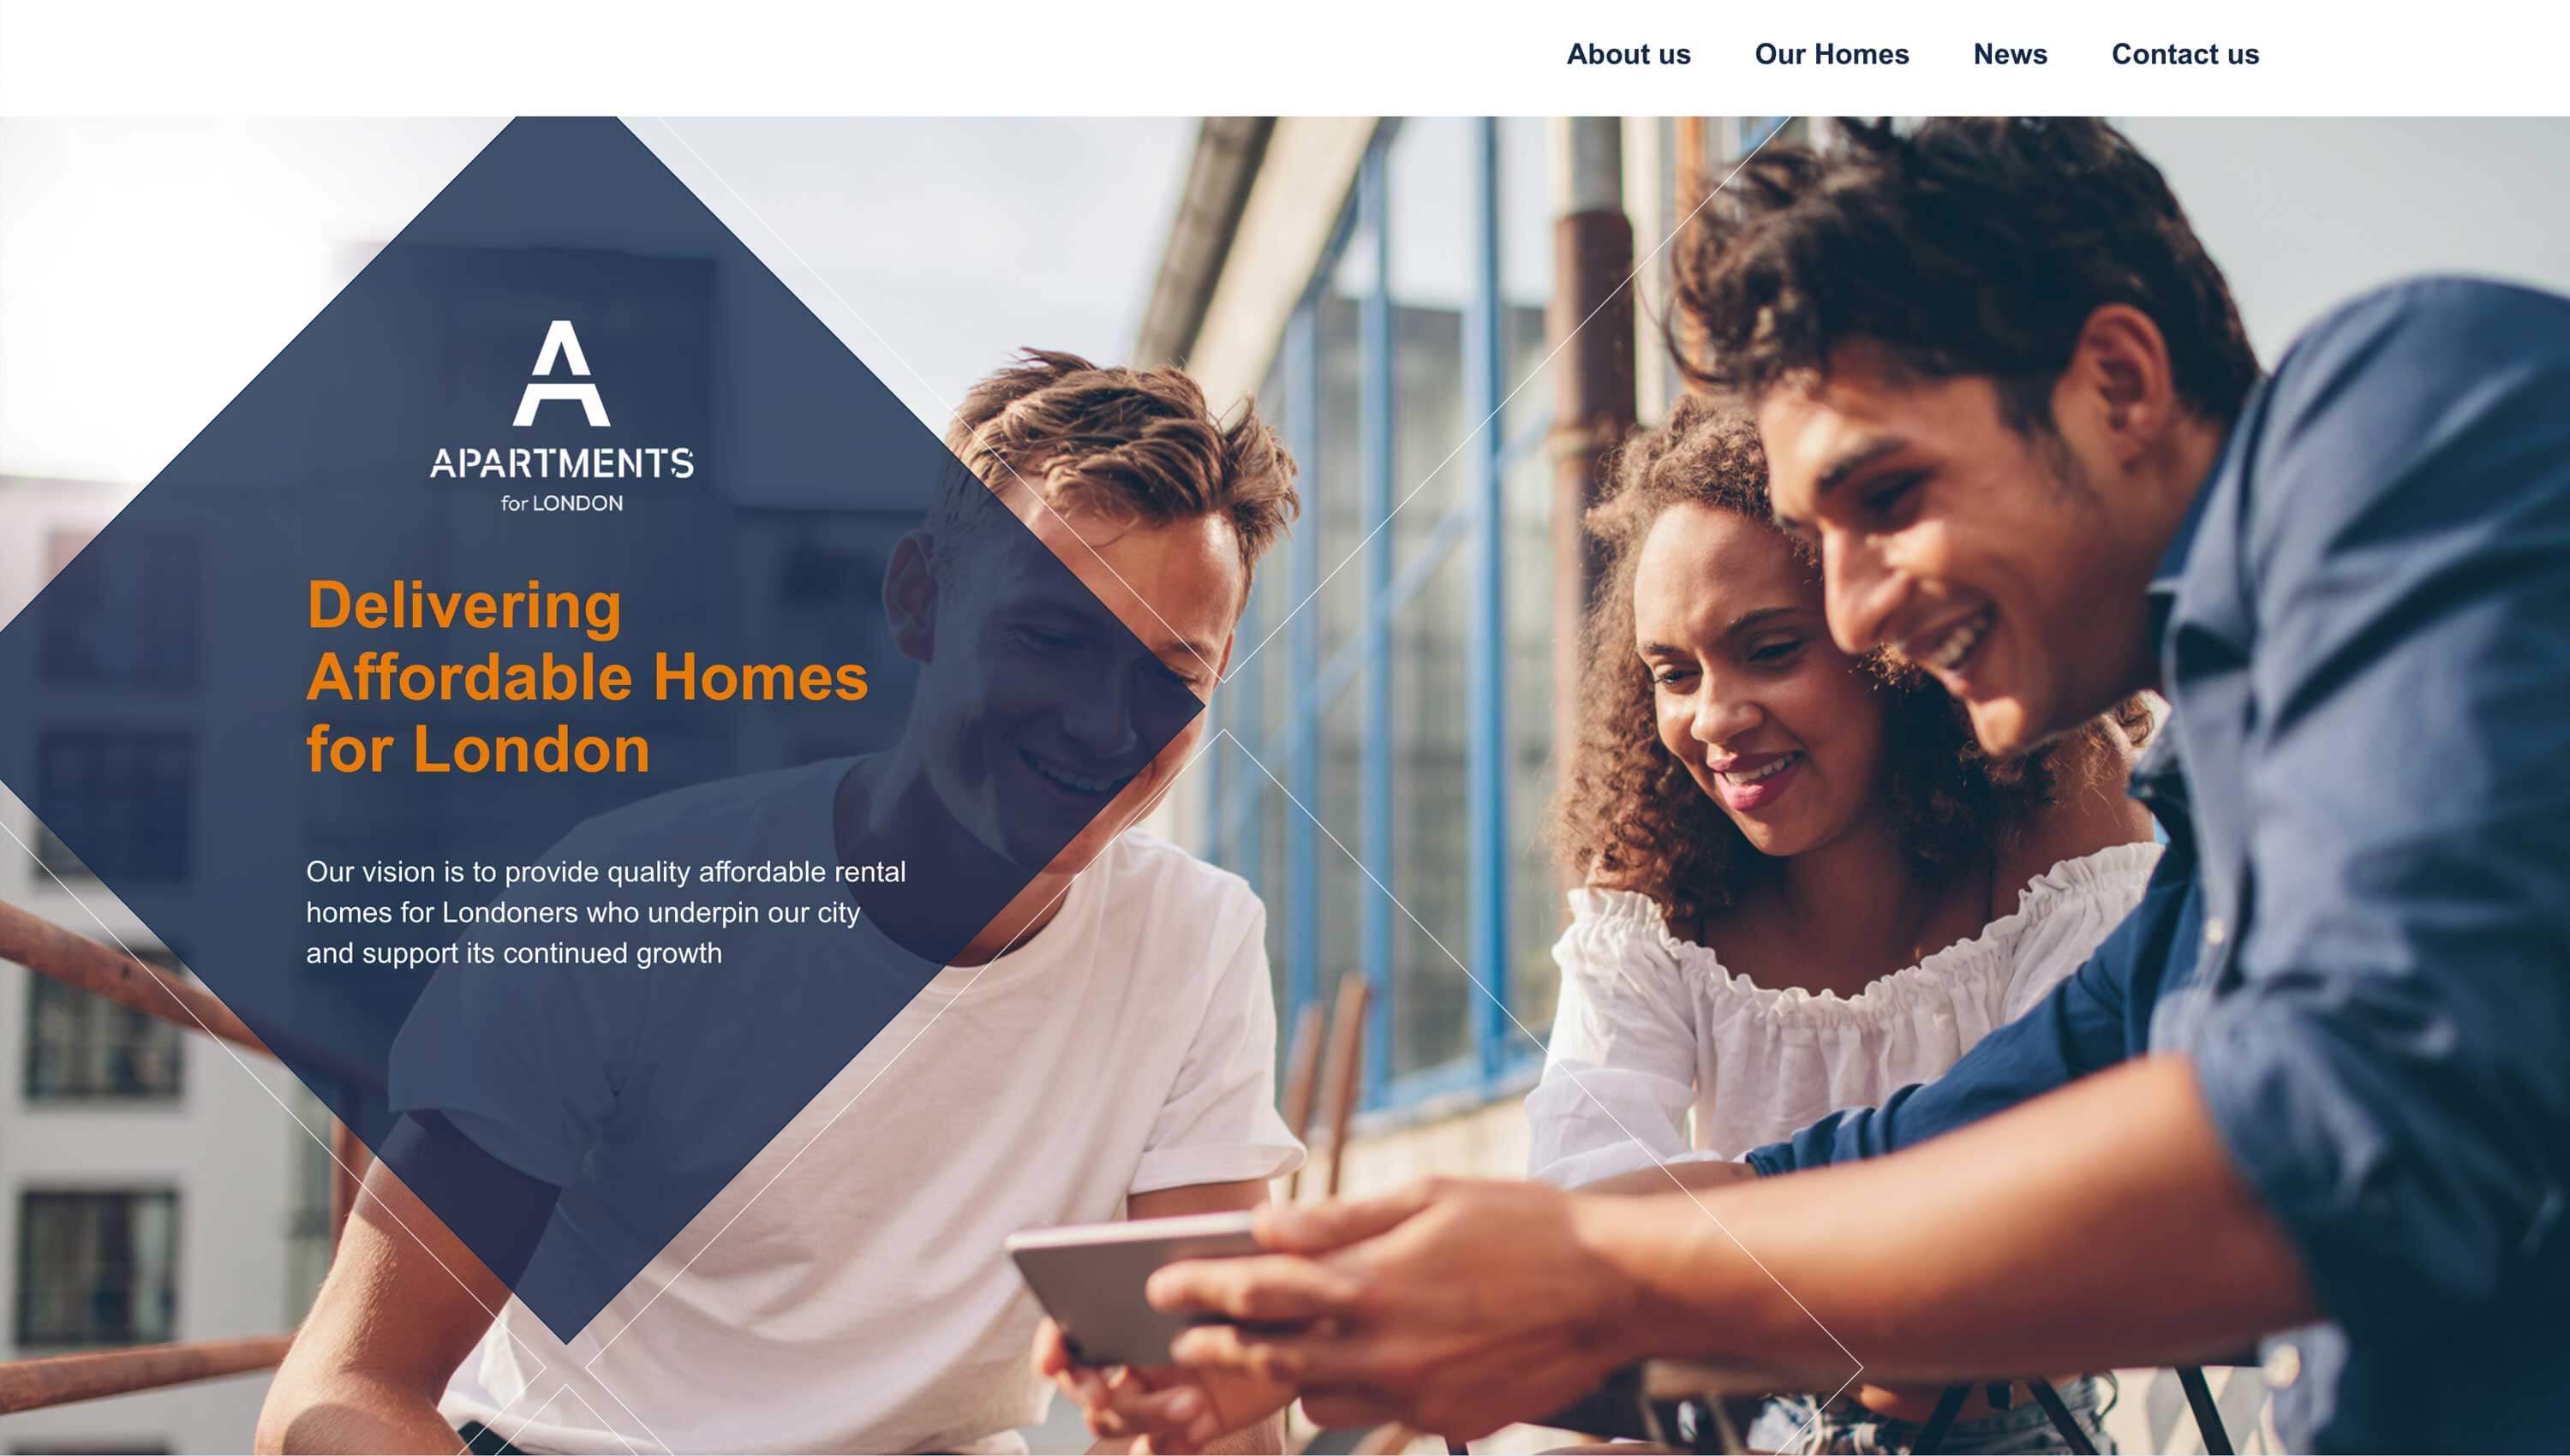 About us
Our Homes
News
Contact us
A
APARTMENTS
for LONDON
Delivering
Affordable Homes
for London
Our vision is to provide quality affordable rental
homes for Londoners who underpin our city
and support its continued growth